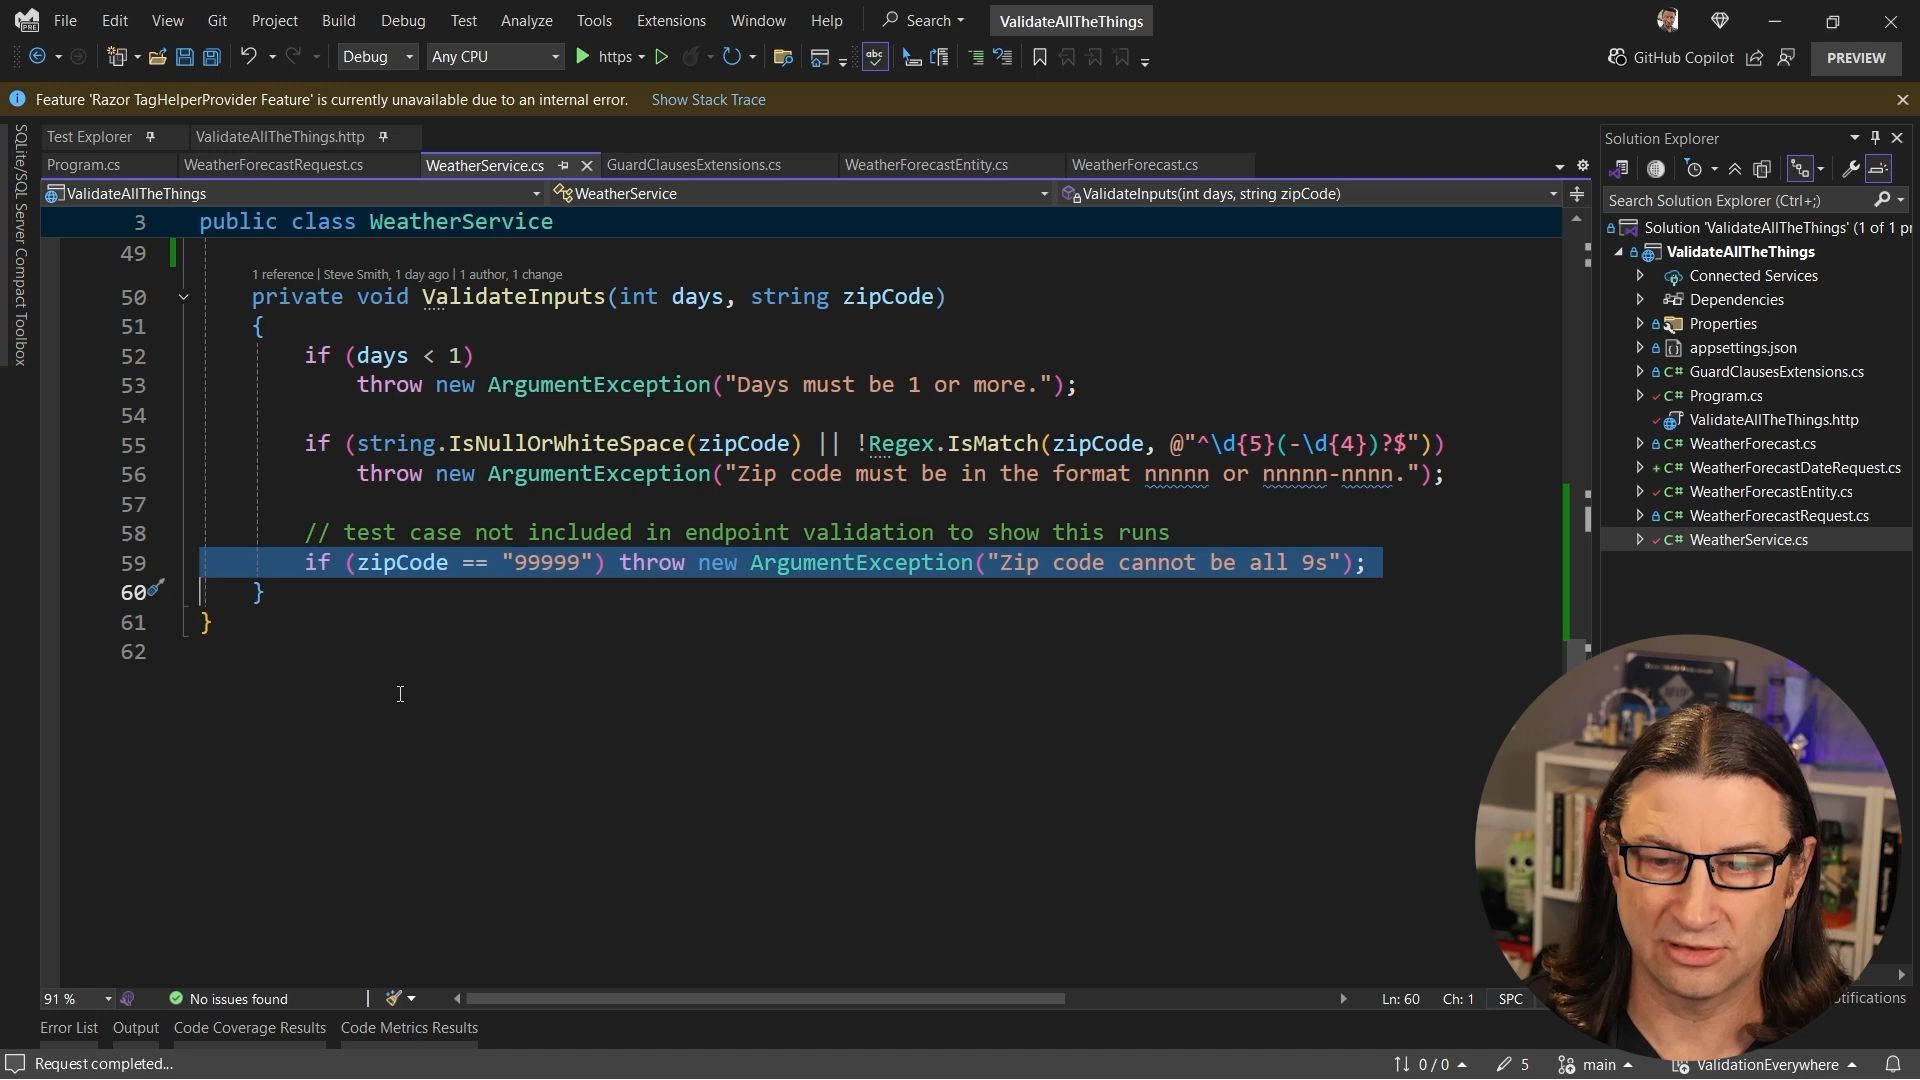 File Edit View Git Project Build Debug Test Analyze Tools Extensions Window Help Search ValidateAllTheThings
Debug Any CPU https GitHub Copilot PREVIEW
Feature 'Razor TagHelperProvider Feature' is currently unavailable due to an internal error. Show Stack Trace
SQLite/SQL Server Compact Toolbox
Test Explorer ValidateAllTheThings.http
Program.cs WeatherForecastRequest.cs WeatherService.cs GuardClausesExtensions.cs WeatherForecastEntity.cs WeatherForecast.cs
ValidateAllTheThings WeatherService ValidateInputs(int days, string zipCode)
3 public class WeatherService
49
1 reference | Steve Smith, 1 day ago | 1 author, 1 change
50 private void ValidateInputs(int days, string zipCode)
51 {
52 if (days < 1)
53 throw new ArgumentException("Days must be 1 or more.");
54
55 if (string.IsNullOrWhiteSpace(zipCode) || !Regex.IsMatch(zipCode, @"^\d{5}(-\d{4})?$"))
56 throw new ArgumentException("Zip code must be in the format nnnnn or nnnnn-nnnn.");
57
58 // test case not included in endpoint validation to show this runs
59 if (zipCode == "99999") throw new ArgumentException("Zip code cannot be all 9s");
60 }
61 }
62
Solution Explorer
Search Solution Explorer (Ctrl+;)
Solution 'ValidateAllTheThings' (1 of 1 pr
ValidateAllTheThings
Connected Services
Dependencies
Properties
appsettings.json
GuardClausesExtensions.cs
Program.cs
ValidateAllTheThings.http
WeatherForecast.cs
WeatherForecastDateRequest.cs
WeatherForecastEntity.cs
WeatherForecastRequest.cs
WeatherService.cs
91 % No issues found Ln: 60 Ch: 1 SPC
Error List Output Code Coverage Results Code Metrics Results
Request completed... 0 / 0 5 main ValidationEverywhere